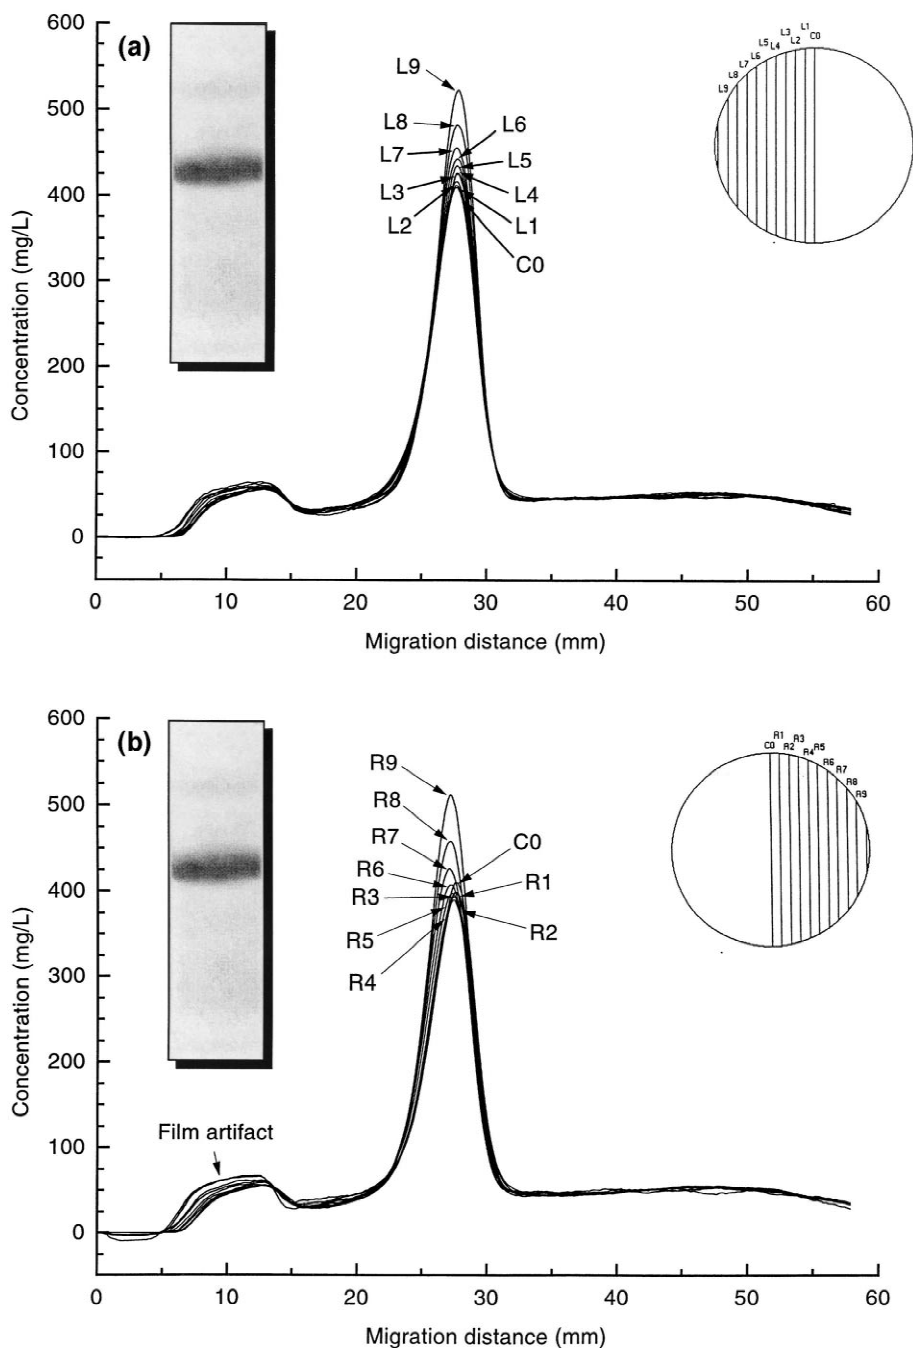 (a)
600
500
400
300
200
100
0
Concentration (mg/L)
L9
L8
L7
L3
L2
L6
L5
L4
L1
C0
L9
L8
L7
L6
L5
L4
L3
L2
L1
C0
0
10
20
30
40
60
Migration distance (mm)
(b)
600
500
400
300
200
100
0
Concentration (mg/L)
R9
R8
R7
R6
R3
R5
R4
C0
R1
R2
C0
R1
R2
R3
R4
R5
R6
R7
R8
R9
Film artifact
0
10
20
30
40
60
Migration distance (mm)